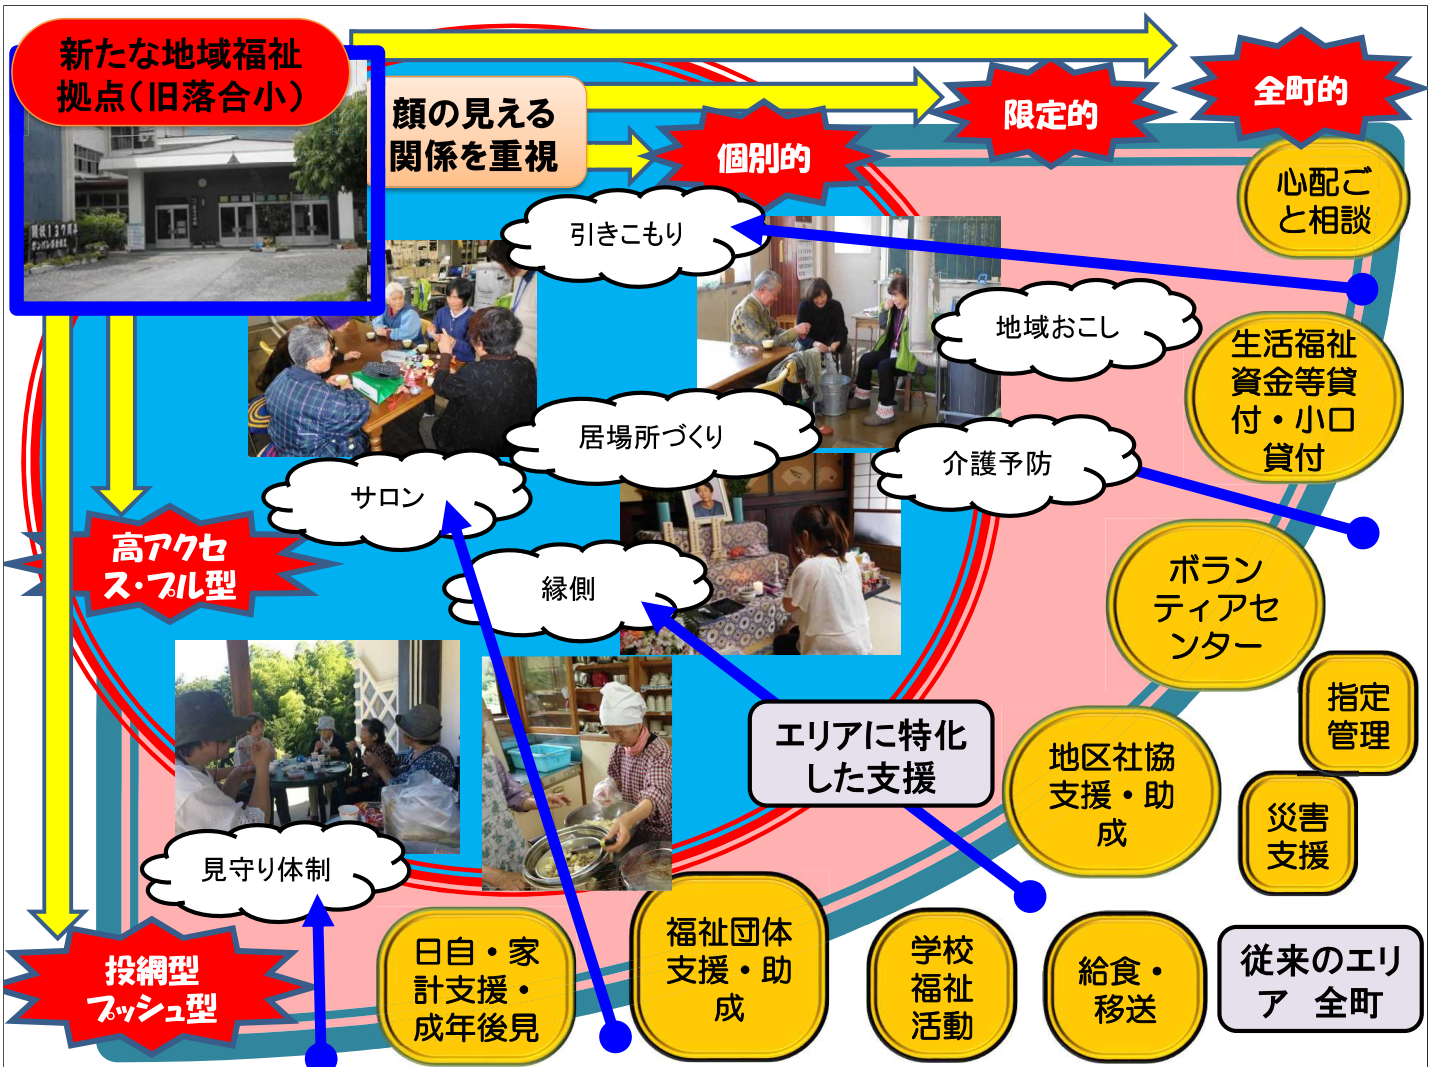 新たな地域福祉
拠点（旧落合小）
顔の見える
関係を重視
個別的
限定的
全町的
心配ご
と相談
引きこもり
地域おこし
生活福祉
資金等貸
付・小口
貸付
居場所づくり
介護予防
サロン
高アクセ
ス・プル型
縁側
ボラン
ティアセ
ンター
指定
管理
エリアに特化
した支援
地区社協
支援・助
成
災害
支援
見守り体制
投網型
プッシュ型
日自・家
計支援・
成年後見
福祉団体
支援・助
成
学校
福祉
活動
給食・
移送
従来のエリ
ア　全町